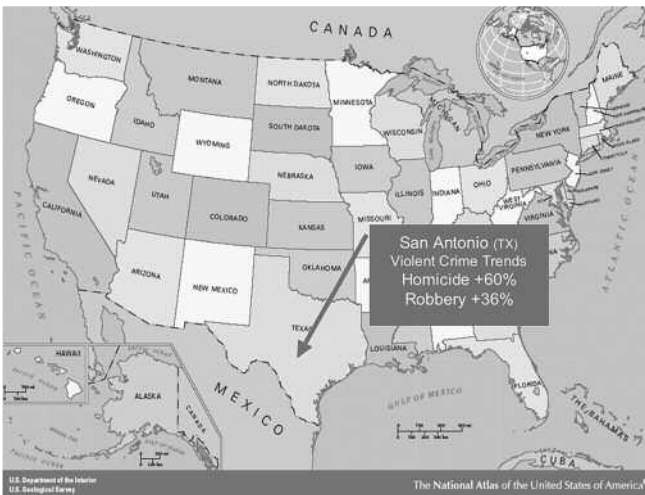 CANADA
WASHINGTON
MONTANA
NORTH DAKOTA
MINNESOTA
MAINE
OREGON
IDAHO
SOUTH DAKOTA
WISCONSIN
MICHIGAN
NEW YORK
WYOMING
IOWA
PENNSYLVANIA
NEBRASKA
NEVADA
UTAH
ILLINOIS
INDIANA
OHIO
WEST VIRGINIA
VIRGINIA
COLORADO
KANSAS
MISSOURI
CALIFORNIA
PACIFIC OCEAN
ATLANTIC OCEAN
San Antonio (TX)
Violent Crime Trends
Homicide +60%
Robbery +36%
ARIZONA
NEW MEXICO
OKLAHOMA
LOUISIANA
FLORIDA
HAWAII
ALASKA
CANADA
MEXICO
GULF OF MEXICO
THE BAHAMAS
CUBA
U.S. Department of the Interior
U.S. Geological Survey
The National Atlas of the United States of America